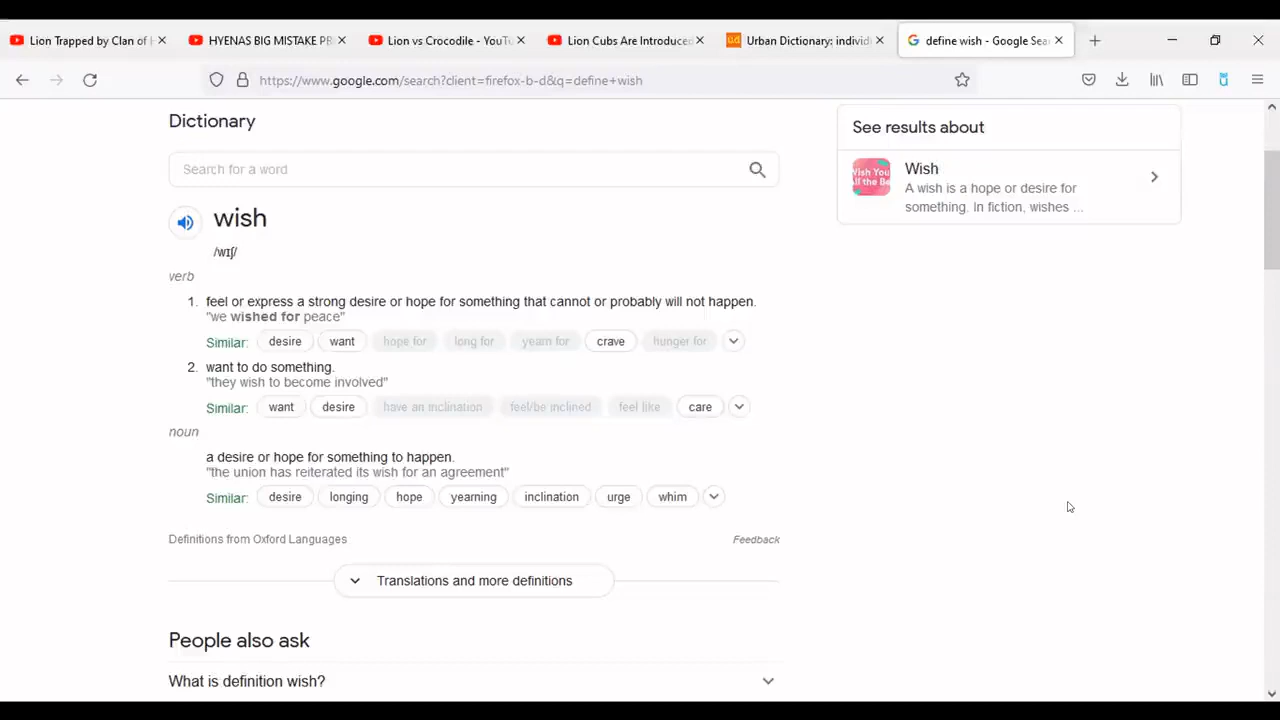 Lion Trapped by Clan of H
HYENAS BIG MISTAKE PR
Lion vs Crocodile - YouTu
Lion Cubs Are Introduced
Urban Dictionary: individ
define wish - Google Sea
https://www.google.com/search?client=firefox-b-d&q=define+wish
Dictionary
Search for a word
wish
/wɪʃ/
verb
1. feel or express a strong desire or hope for something that cannot or probably will not happen.
"we wished for peace"
Similar: desire want hope for long for yearn for crave hunger for
2. want to do something.
"they wish to become involved"
Similar: want desire have an inclination feel/be inclined feel like care
noun
a desire or hope for something to happen.
"the union has reiterated its wish for an agreement"
Similar: desire longing hope yearning inclination urge whim
Definitions from Oxford Languages
Feedback
Translations and more definitions
People also ask
What is definition wish?
See results about
Wish You
All the Be
Wish
A wish is a hope or desire for
something. In fiction, wishes ...